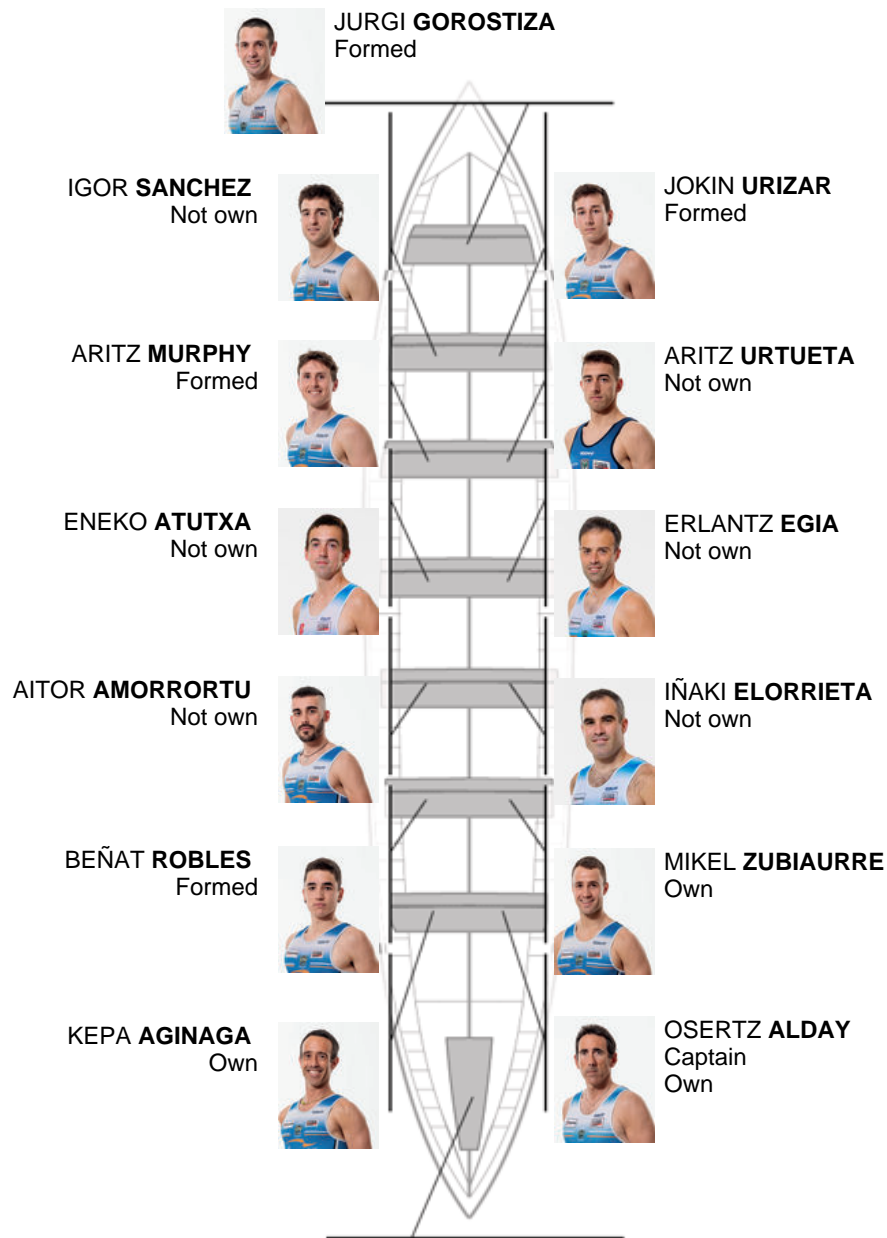 JURGI GOROSTIZA
Formed
IGOR SANCHEZ
Not own
JOKIN URIZAR
Formed
ARITZ MURPHY
Formed
ARITZ URTUETA
Not own
ENEKO ATUTXA
Not own
ERLANTZ EGIA
Not own
AITOR AMORRORTU
Not own
IÑAKI ELORRIETA
Not own
BEÑAT ROBLES
Formed
MIKEL ZUBIAURRE
Own
KEPA AGINAGA
Own
OSERTZ ALDAY
Captain
Own